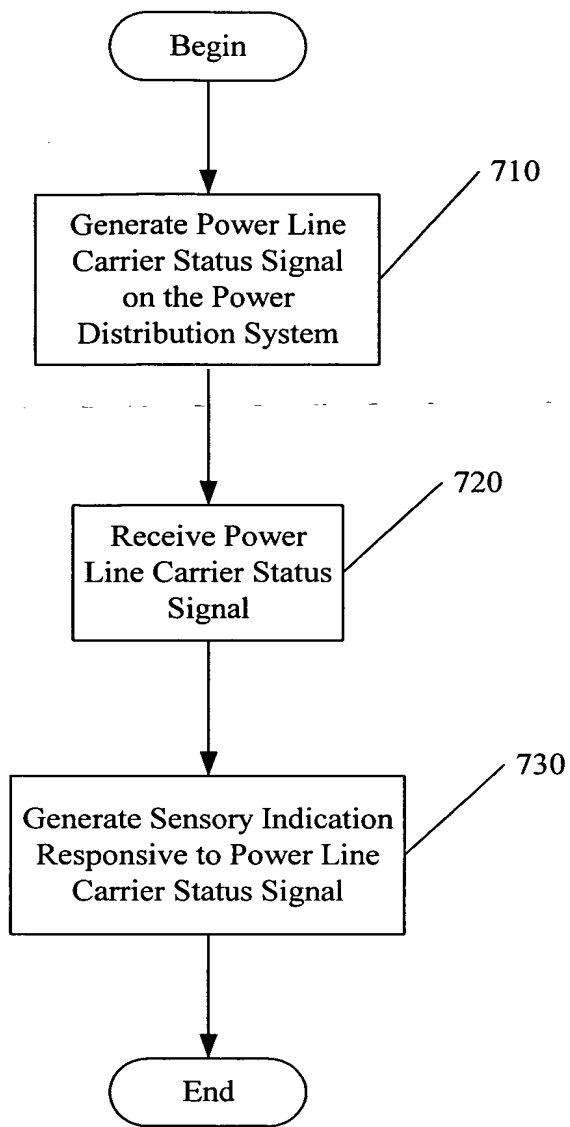 Begin
710
Generate Power Line
Carrier Status Signal
on the Power
Distribution System
720
Receive Power
Line Carrier Status
Signal
730
Generate Sensory Indication
Responsive to Power Line
Carrier Status Signal
End